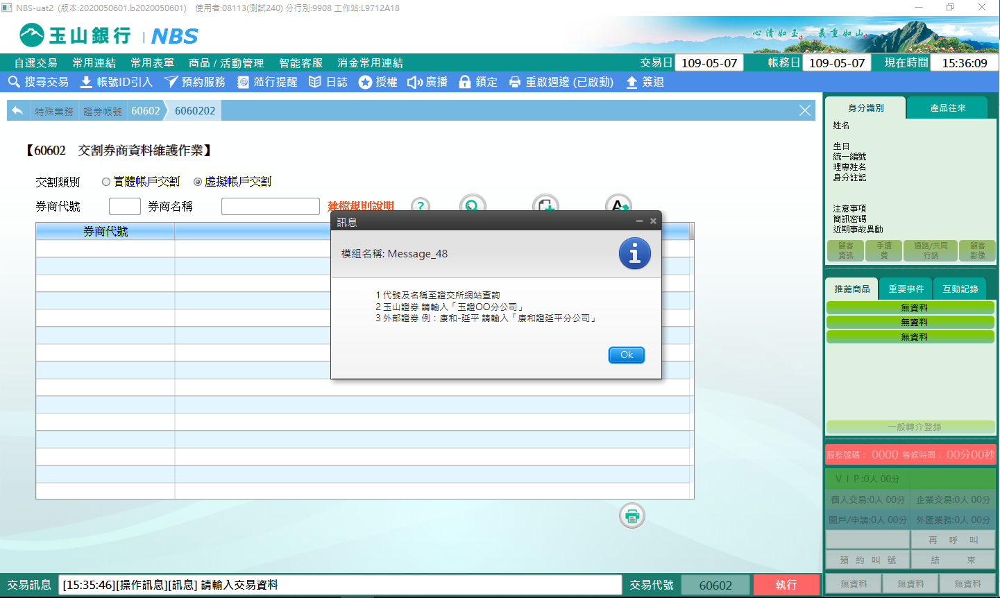 NBS-uat2 (版本:2020050601.b2020050601) 使用者:08113(測試240) 分行別:9908 工作站:L9712A18
玉山銀行 NBS
心清如玉。義重如山。
自選交易 常用連結 常用表單 商品 / 活動管理 智能客服 消金常用連結 交易日 109-05-07 帳務日 109-05-07 現在時間 15:36:09
搜尋交易 帳號ID引入 預約服務 蒞行提醒 日誌 授權 廣播 鎖定 重啟週邊 (已啟動) 簽退
特殊業務 證券帳號 60602 6060202
【60602 交割券商資料維護作業】
交割類別 實體帳戶交割 虛擬帳戶交割
券商代號 券商名稱 建檔規則說明
券商代號
訊息
模組名稱: Message_48
1 代號及名稱至證交所網站查詢
2 玉山證券 請輸入「玉證OO分公司」
3 外部證券 例：康和-延平 請輸入「康和證延平分公司」
Ok
身分識別 產品往來
姓名
生日
統一編號
理專姓名
身分註記
注意事項
簡訊密碼
近期事故異動
顧客資訊 手續費 通路/共同行銷 顧客影像
推薦商品 重要事件 互動記錄
無資料
無資料
無資料
一般轉介登錄
服務號碼： 0000 等候時間： 00分00秒
ＶＩＰ:0人 00分
個人交易:0人 00分 企業交易:0人 00分
開戶/申請:0人 00分 外匯業務:0人 00分
再 呼 叫
預 約 叫 號 結 束
無資料 無資料 無資料
交易訊息 [15:35:46][操作訊息][訊息] 請輸入交易資料 交易代號 60602 執行